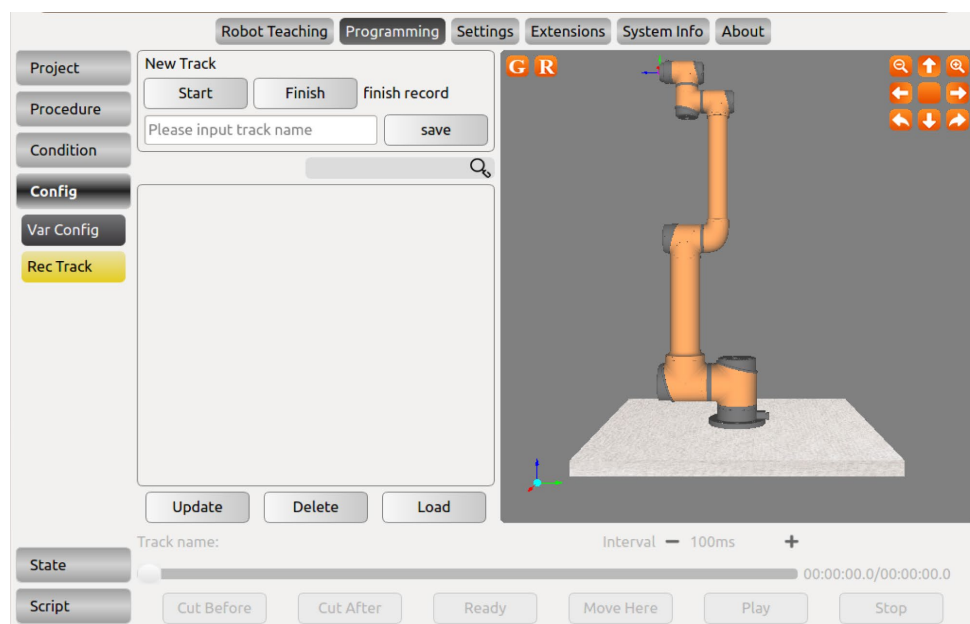 Robot Teaching Programming Settings Extensions System Info About
Project
Procedure
Condition
Config
Var Config
Rec Track
State
Script
New Track
Start Finish finish record
Please input track name save
Update Delete Load
G R
Track name: Interval 100ms
00:00:00.0/00:00:00.0
Cut Before Cut After Ready Move Here Play Stop